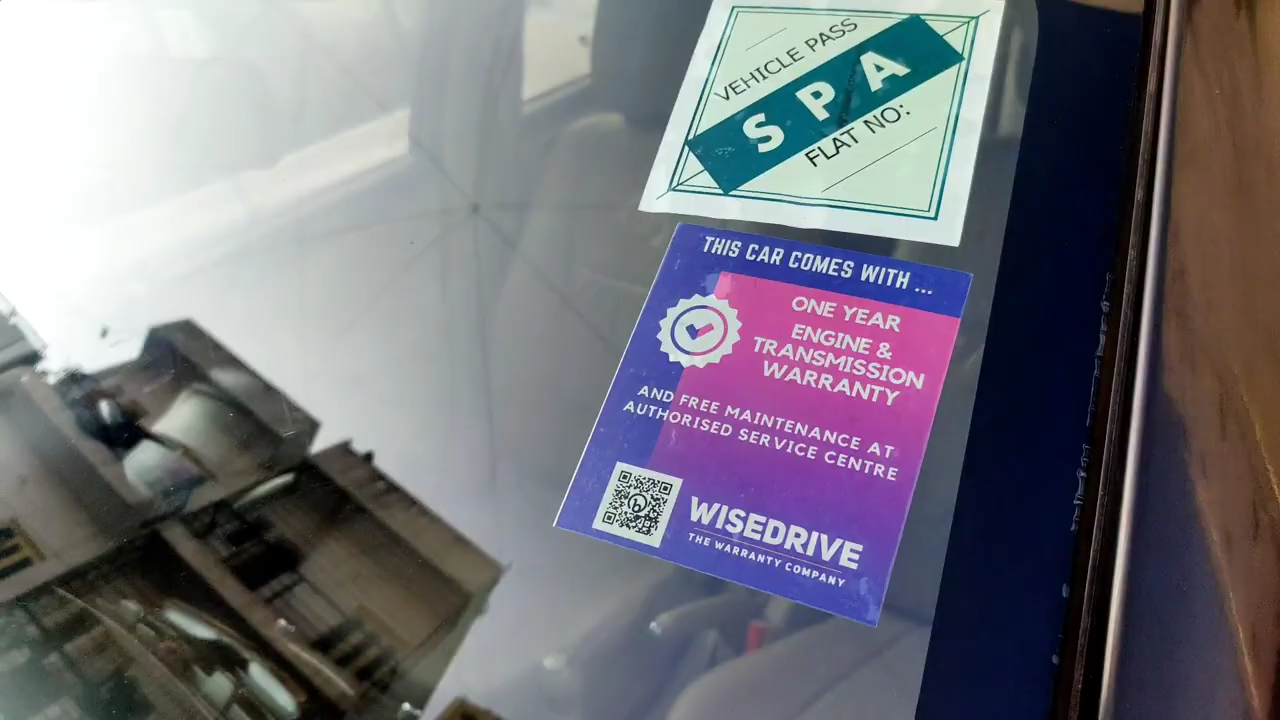 VEHICLE PASS
SPA
FLAT NO:
THIS CAR COMES WITH ...
ONE YEAR
ENGINE &
TRANSMISSION
WARRANTY
AND FREE MAINTENANCE AT
AUTHORISED SERVICE CENTRE
WISEDRIVE
THE WARRANTY COMPANY